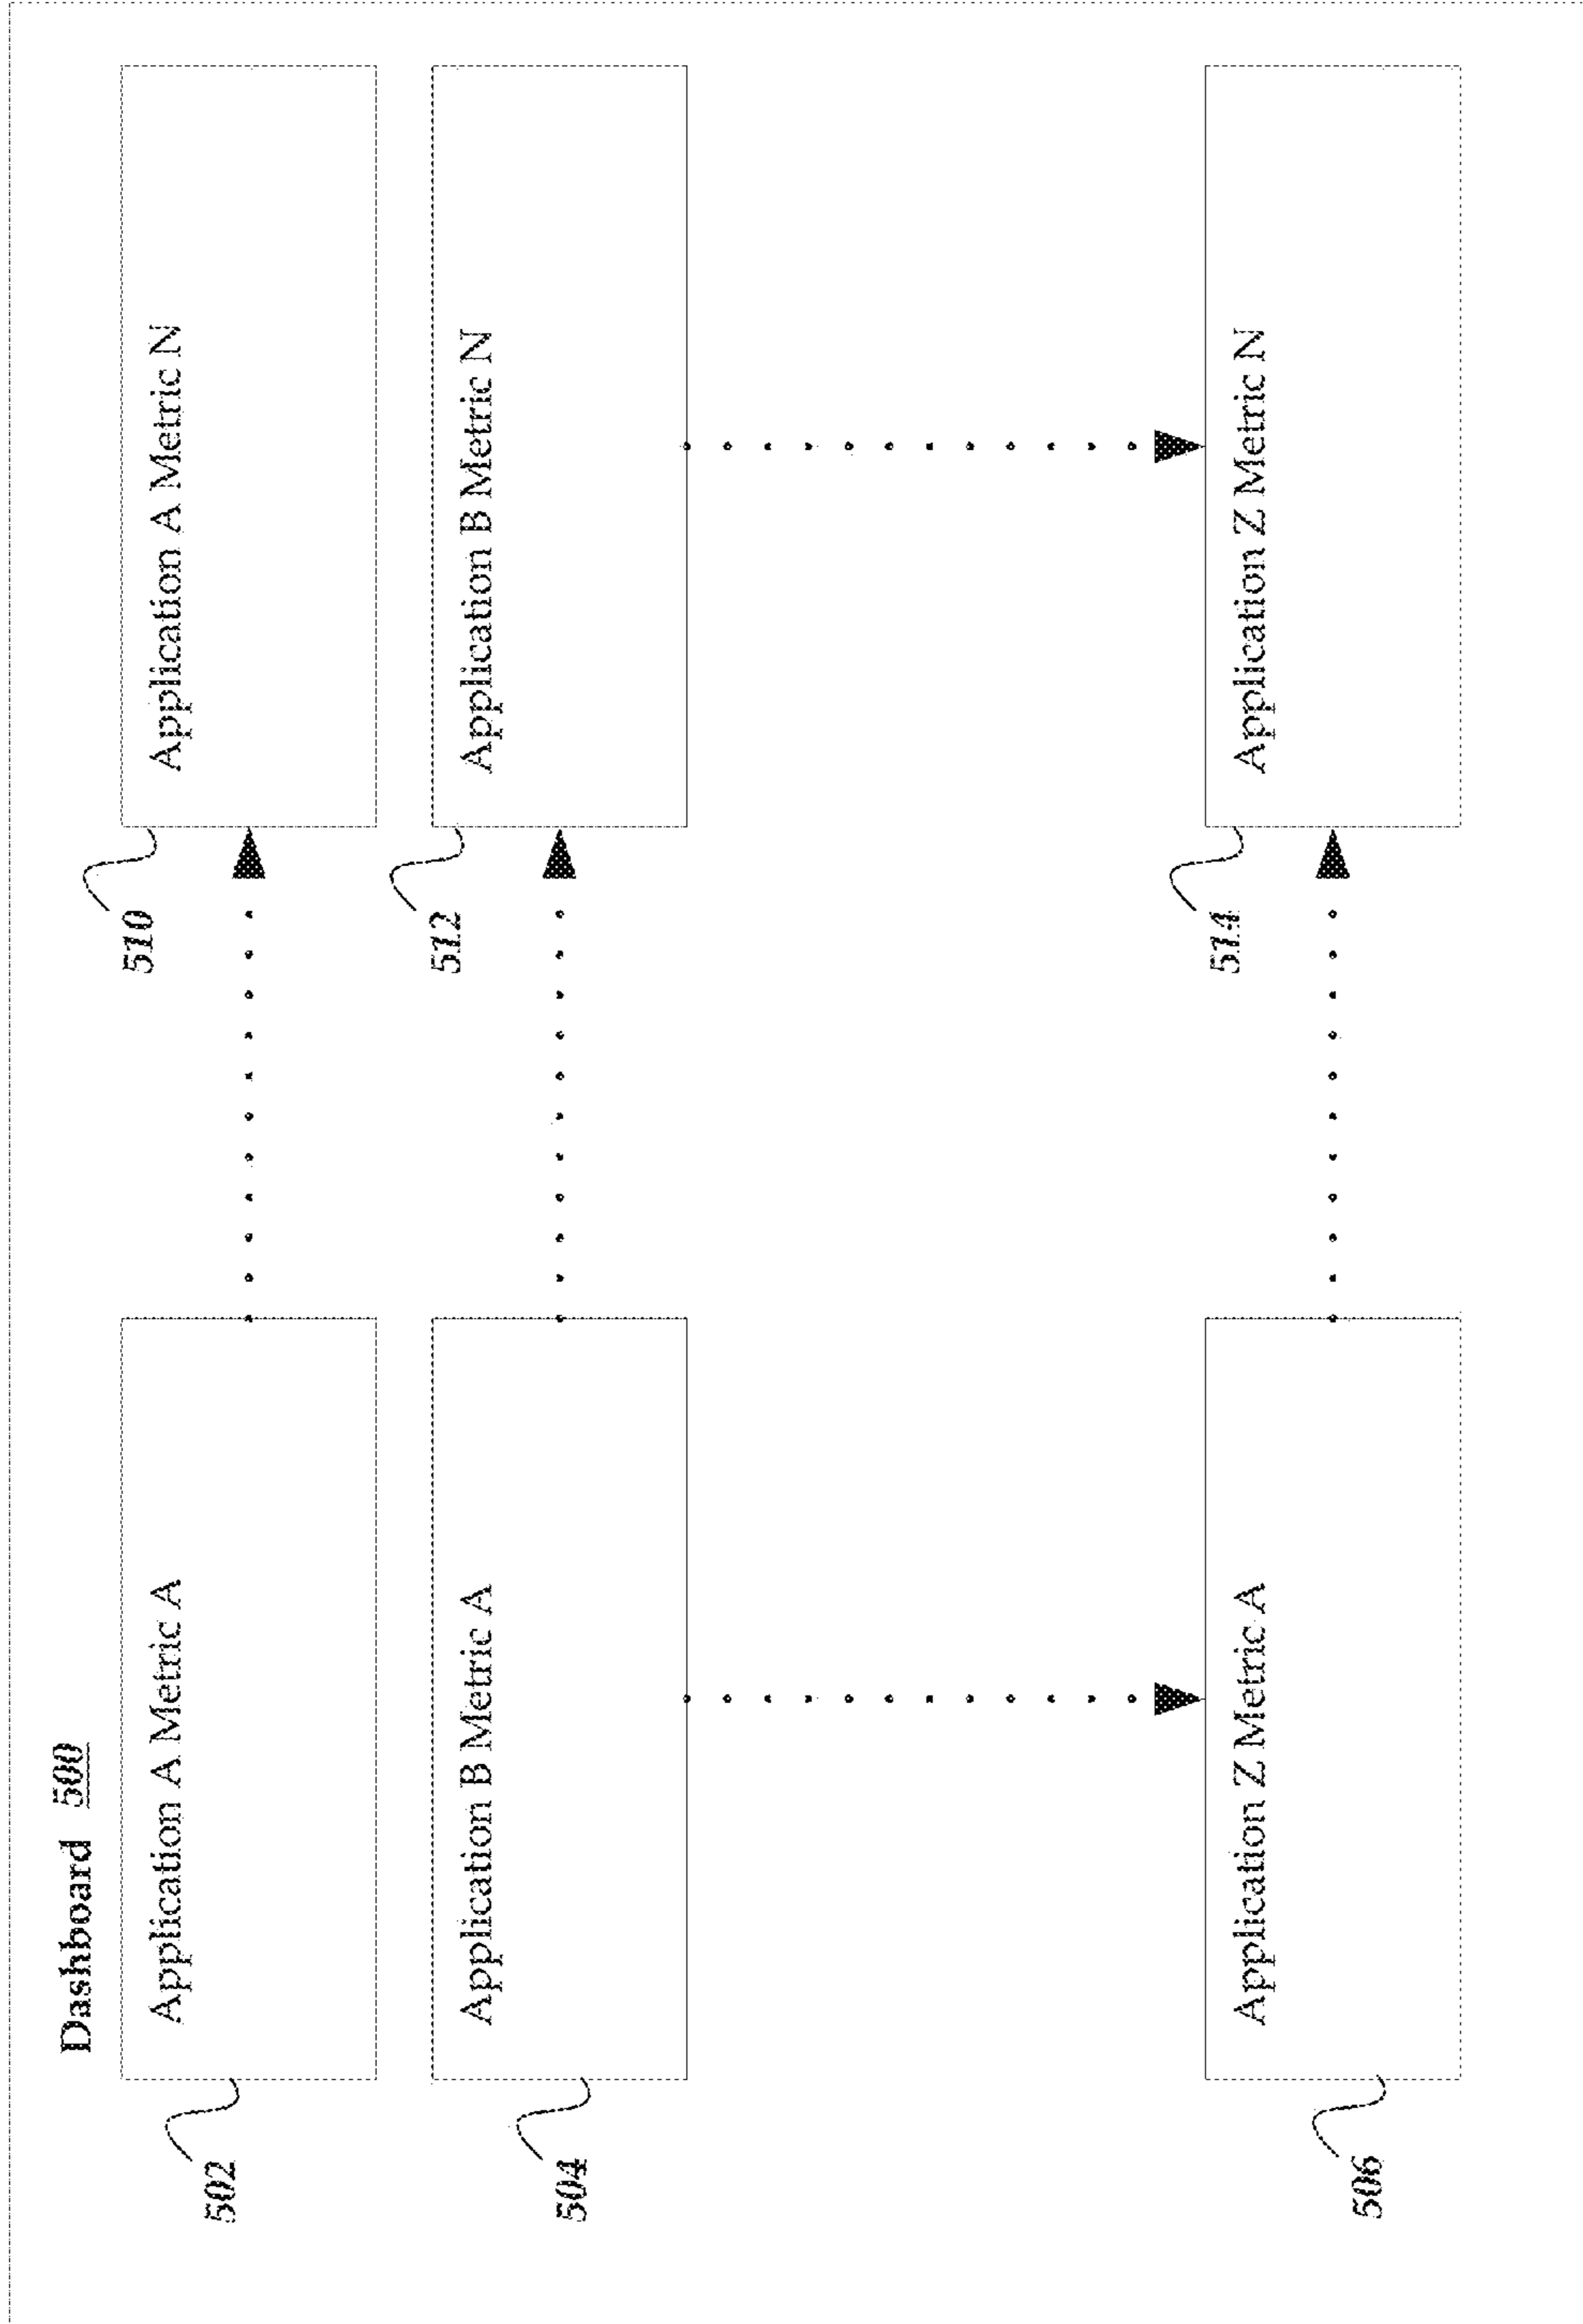 Dashboard 500
502
Application A Metric A
510
Application A Metric N
504
Application B Metric A
512
Application B Metric N
506
Application Z Metric A
514
Application Z Metric N